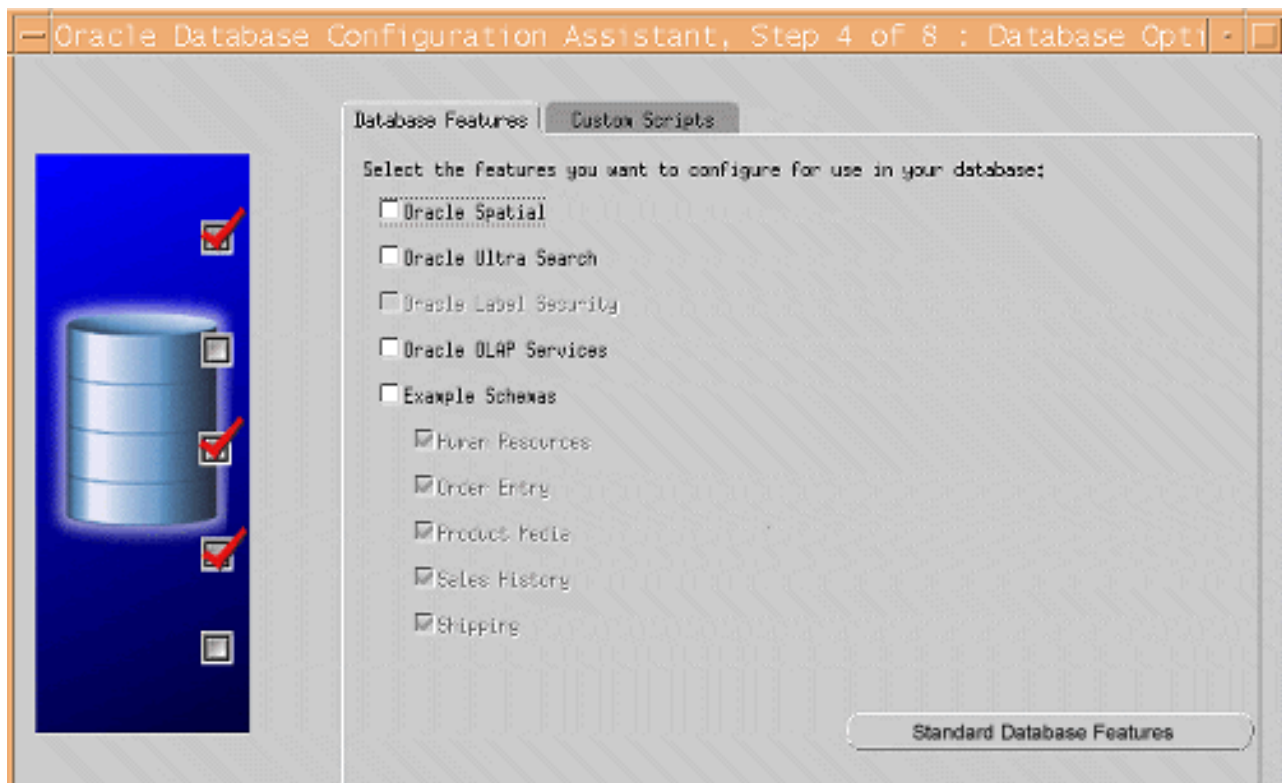 Oracle Database Configuration Assistant, Step 4 of 8 : Database Opti
Database Features
Custom Scripts
Select the features you want to configure for use in your database:
Oracle Spatial
Oracle Ultra Search
Oracle Label Security
Oracle OLAP Services
Example Schemas
Human Resources
Order Entry
Product Media
Sales History
Shipping
Standard Database Features